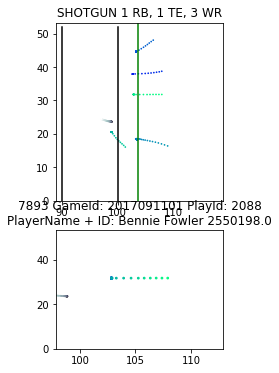 SHOTGUN 1 RB, 1 TE, 3 WR
50
40
30
20
10
0
90 100 110
7893 GameId: 2017091101 PlayId: 2088
PlayerName + ID: Bennie Fowler 2550198.0
40
20
0
100 105 110